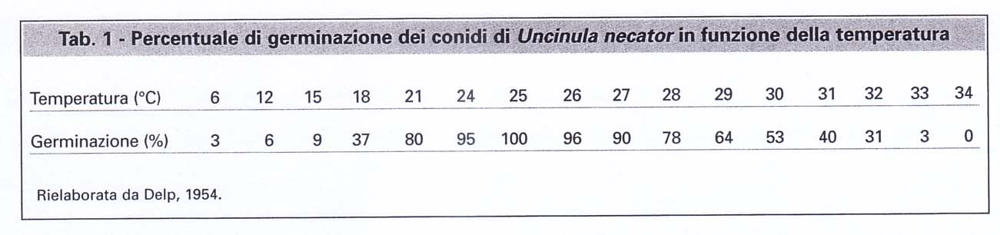 Tab. 1 - Percentuale di germinazione dei conidi di Uncinula necator in funzione della temperatura
Temperatura (°C) 6 12 15 18 21 24 25 26 27 28 29 30 31 32 33 34
Germinazione (%) 3 6 9 37 80 95 100 96 90 78 64 53 40 31 3 0
Rielaborata da Delp, 1954.